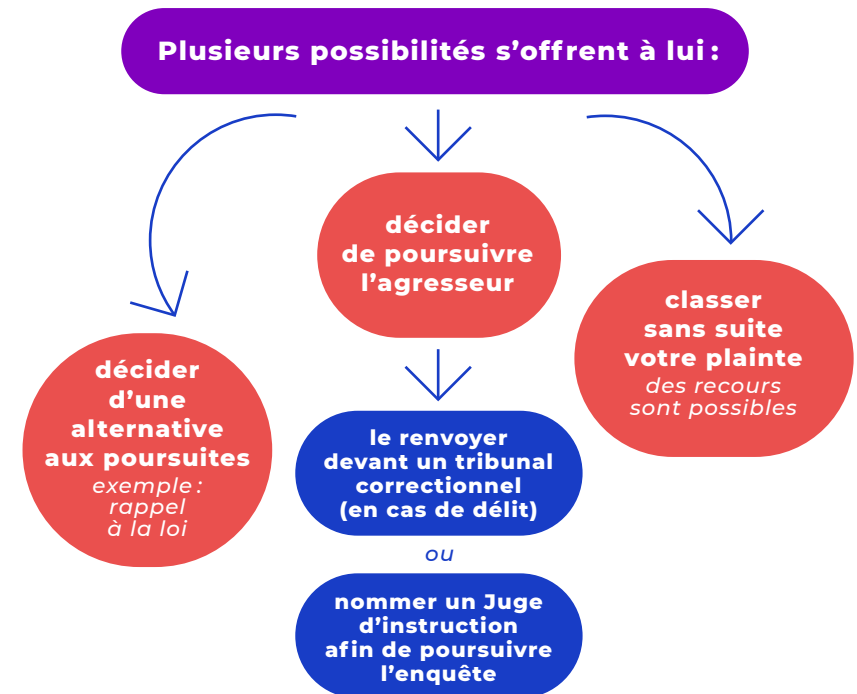 Plusieurs possibilités s’offrent à lui :
décider
d’une
alternative
aux poursuites
exemple :
rappel
à la loi
décider
de poursuivre
l’agresseur
le renvoyer
devant un tribunal
correctionnel
(en cas de délit)
ou
nommer un Juge
d’instruction
afin de poursuivre
l’enquête
classer
sans suite
votre plainte
des recours
sont possibles